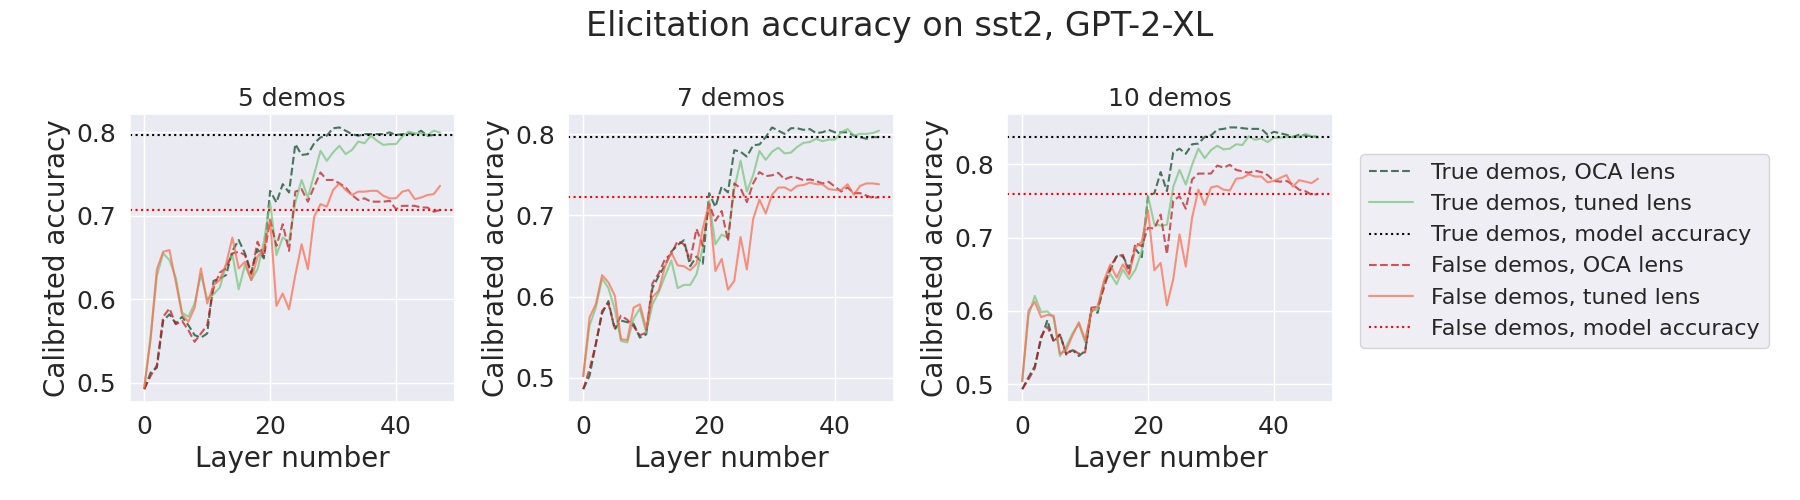 Elicitation accuracy on sst2, GPT-2-XL
5 demos
7 demos
10 demos
Calibrated accuracy
0.8
0.7
0.6
0.5
0
20
40
Layer number
Calibrated accuracy
0.8
0.7
0.6
0.5
0
20
40
Layer number
Calibrated accuracy
0.8
0.7
0.6
0.5
0
20
40
Layer number
True demos, OCA lens
True demos, tuned lens
True demos, model accuracy
False demos, OCA lens
False demos, tuned lens
False demos, model accuracy